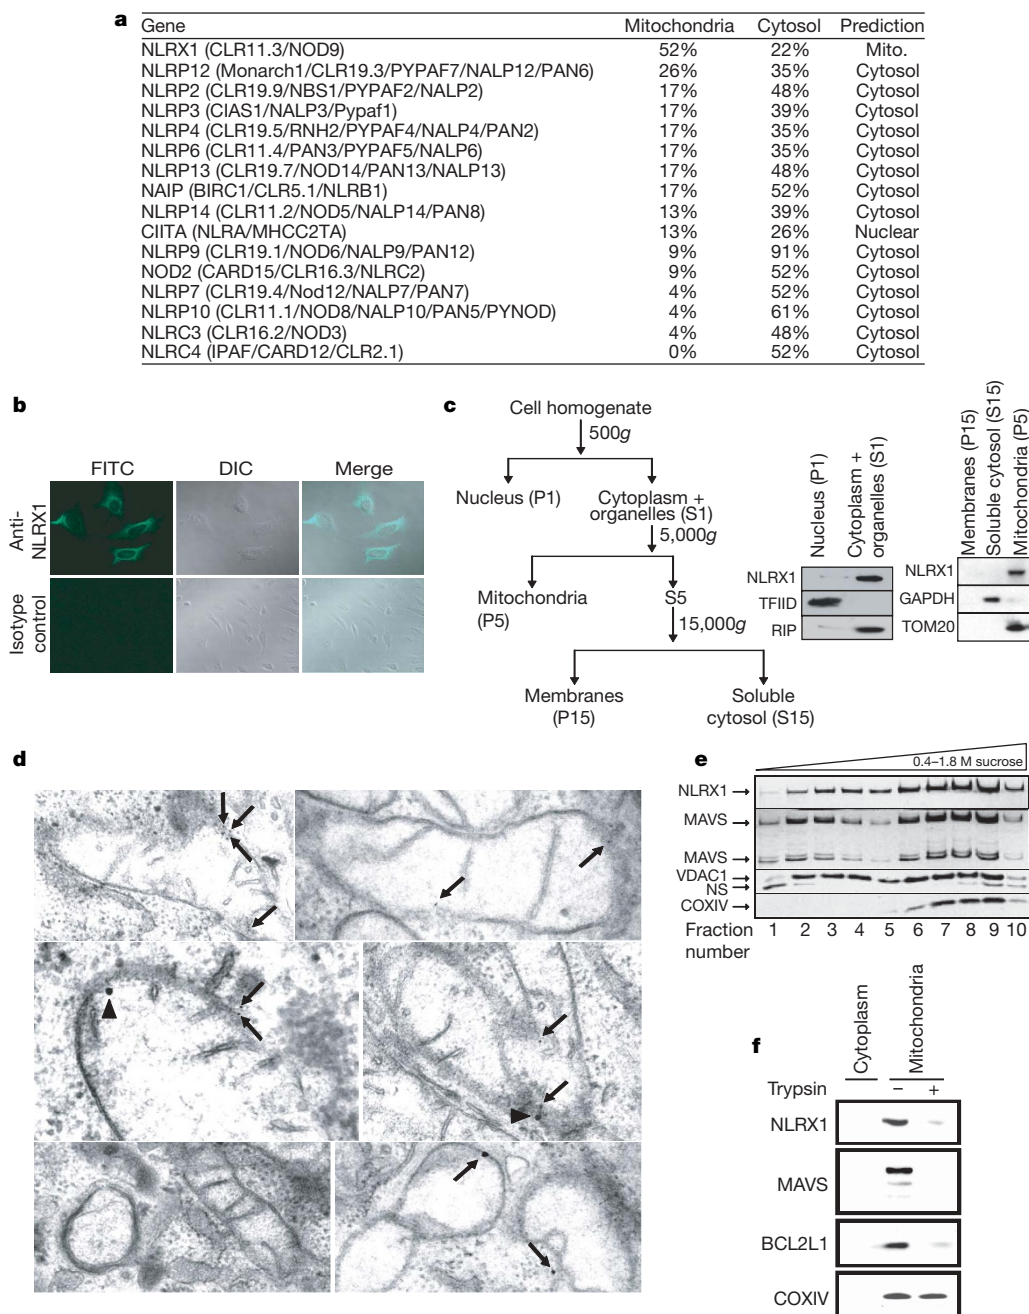 a
Gene Mitochondria Cytosol Prediction
NLRX1 (CLR11.3/NOD9) 52% 22% Mito.
NLRP12 (Monarch1/CLR19.3/PYPAF7/NALP12/PAN6) 26% 35% Cytosol
NLRP2 (CLR19.9/NBS1/PYPAF2/NALP2) 17% 48% Cytosol
NLRP3 (CIAS1/NALP3/Pypaf1) 17% 39% Cytosol
NLRP4 (CLR19.5/RNH2/PYPAF4/NALP4/PAN2) 17% 35% Cytosol
NLRP6 (CLR11.4/PAN3/PYPAF5/NALP6) 17% 35% Cytosol
NLRP13 (CLR19.7/NOD14/PAN13/NALP13) 17% 48% Cytosol
NAIP (BIRC1/CLR5.1/NLRB1) 17% 52% Cytosol
NLRP14 (CLR11.2/NOD5/NALP14/PAN8) 13% 39% Cytosol
CIITA (NLRA/MHCC2TA) 13% 26% Nuclear
NLRP9 (CLR19.1/NOD6/NALP9/PAN12) 9% 91% Cytosol
NOD2 (CARD15/CLR16.3/NLRC2) 9% 52% Cytosol
NLRP7 (CLR19.4/Nod12/NALP7/PAN7) 4% 52% Cytosol
NLRP10 (CLR11.1/NOD8/NALP10/PAN5/PYNOD) 4% 61% Cytosol
NLRC3 (CLR16.2/NOD3) 4% 48% Cytosol
NLRC4 (IPAF/CARD12/CLR2.1) 0% 52% Cytosol
b
FITC DIC Merge
Anti-
NLRX1
Isotype
control
c
Cell homogenate
500g
Nucleus (P1)
Cytoplasm +
organelles (S1)
5,000g
Mitochondria
(P5)
S5
15,000g
Membranes
(P15)
Soluble
cytosol (S15)
Nucleus (P1)
Cytoplasm +
organelles (S1)
NLRX1
TFIID
RIP
Membranes (P15)
Soluble cytosol (S15)
Mitochondria (P5)
NLRX1
GAPDH
TOM20
d
e
0.4–1.8 M sucrose
NLRX1
MAVS
MAVS
VDAC1
NS
COXIV
Fraction
number
1 2 3 4 5 6 7 8 9 10
f
Cytoplasm
Mitochondria
Trypsin – +
NLRX1
MAVS
BCL2L1
COXIV